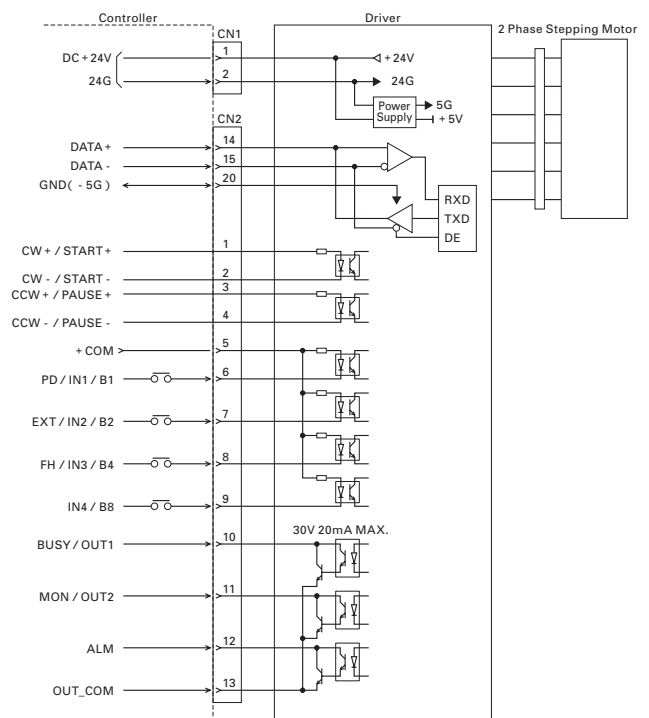 Controller
Driver
2 Phase Stepping Motor
CN1
DC+24V
1
+24V
24G
2
24G
Power
Supply
5G
+5V
CN2
DATA+
14
DATA-
15
GND( -5G )
20
RXD
TXD
DE
CW+ / START+
1
CW- / START-
2
CCW+ / PAUSE+
3
CCW- / PAUSE-
4
+COM
5
PD / IN1 / B1
6
EXT / IN2 / B2
7
FH / IN3 / B4
8
IN4 / B8
9
30V 20mA MAX.
BUSY / OUT1
10
MON / OUT2
11
ALM
12
OUT_COM
13